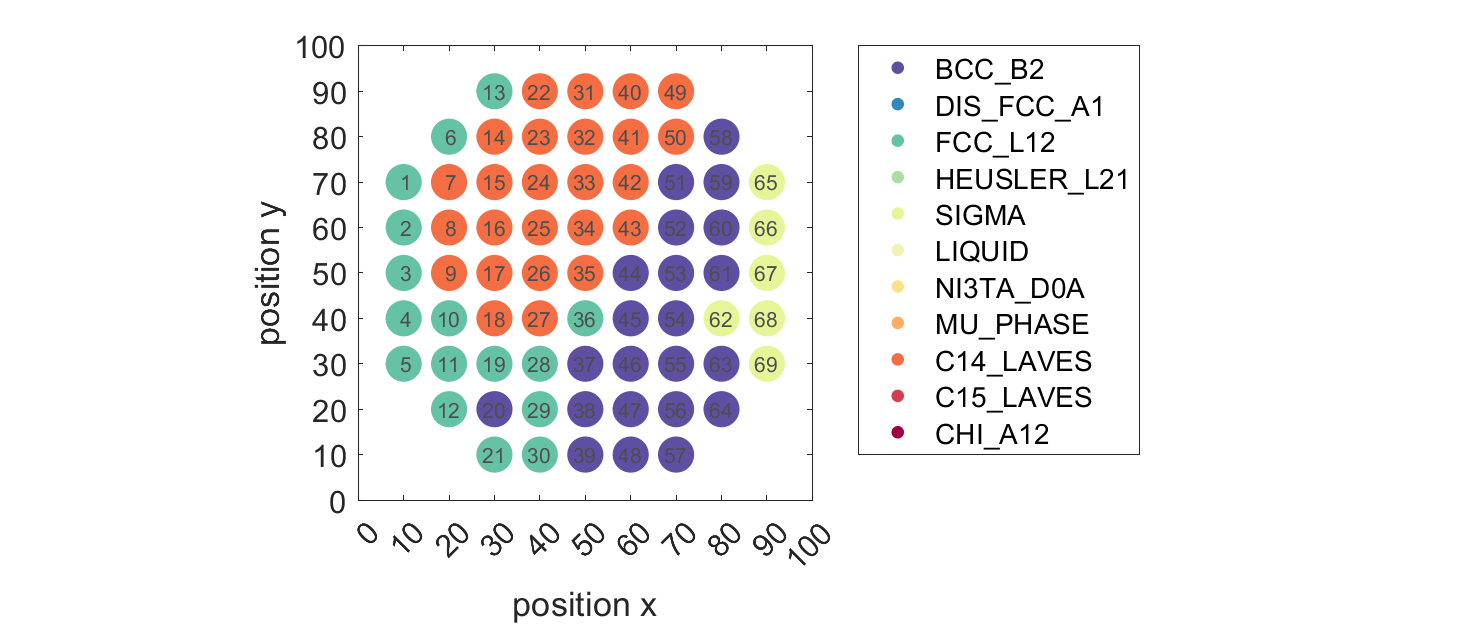 100
90
80
70
60
50
40
30
20
10
0
position y
13 22 31 40 49
6 14 23 32 41 50 58
1 7 15 24 33 42 51 59 65
2 8 16 25 34 43 52 60 66
3 9 17 26 35 44 53 61 67
4 10 18 27 36 45 54 62 68
5 11 19 28 37 46 55 63 69
12 20 29 38 47 56 64
21 30 39 48 57
0 10 20 30 40 50 60 70 80 90 100
position x
BCC_B2
DIS_FCC_A1
FCC_L12
HEUSLER_L21
SIGMA
LIQUID
NI3TA_D0A
MU_PHASE
C14_LAVES
C15_LAVES
CHI_A12